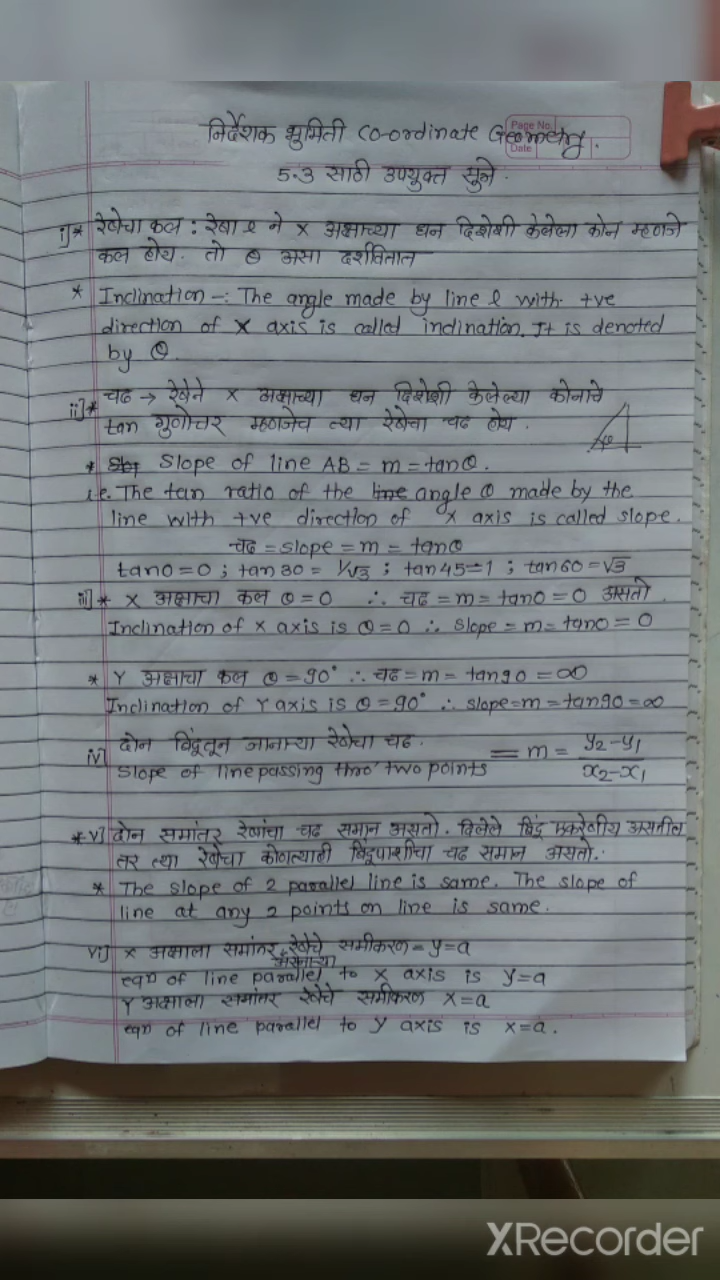 निर्देशक भुमिती Co-ordinate Geometry.
Page No.
Date
5.3 साठी उपयुक्त सुत्रे.
i]* रेषेचा कल : रेषा l ने X अक्षाच्या धन दिशेशी केलेला कोन म्हणजे
कल होय. तो θ असा दर्शवितात
* Inclination -: The angle made by line l with +ve
direction of X axis is called inclination. It is denoted
by θ.
ii]* चढ → रेषेने X अक्षाच्या धन दिशेशी केलेल्या कोनाचे
tan गुणोत्तर म्हणजेच त्या रेषेचा चढ होय.
* Slope of line AB = m = tanθ.
i.e. The tan ratio of the angle θ made by the
line with +ve direction of X axis is called slope.
चढ = slope = m = tanθ
tan0 = 0 ; tan 30 = 1/√3 ; tan 45 = 1 ; tan 60 = √3
iii]* X अक्षाचा कल θ = 0 ∴ चढ = m = tan0 = 0 असतो.
Inclination of X axis is θ = 0 ∴ slope = m = tan0 = 0
* Y अक्षाचा कल θ = 90° ∴ चढ = m = tan90 = ∞
Inclination of Y axis is θ = 90° ∴ slope = m = tan90 = ∞
iv] दोन बिंदूतून जाणाऱ्या रेषेचा चढ.
slope of line passing thro' two points = m = y₂-y₁ / x₂-x₁
*v] दोन समांतर रेषांचा चढ समान असतो. दिलेले बिंदू एकरेषीय असतील
तर त्या रेषेचा कोणत्याही बिंदूपाशीचा चढ समान असतो.
* The slope of 2 parallel line is same. The slope of
line at any 2 points on line is same.
vi] X अक्षाला समांतर असणाऱ्या रेषेचे समीकरण = y=a
eqn of line parallel to X axis is y=a
Y अक्षाला समांतर रेषेचे समीकरण x=a
eqn of line parallel to Y axis is x=a.
XRecorder